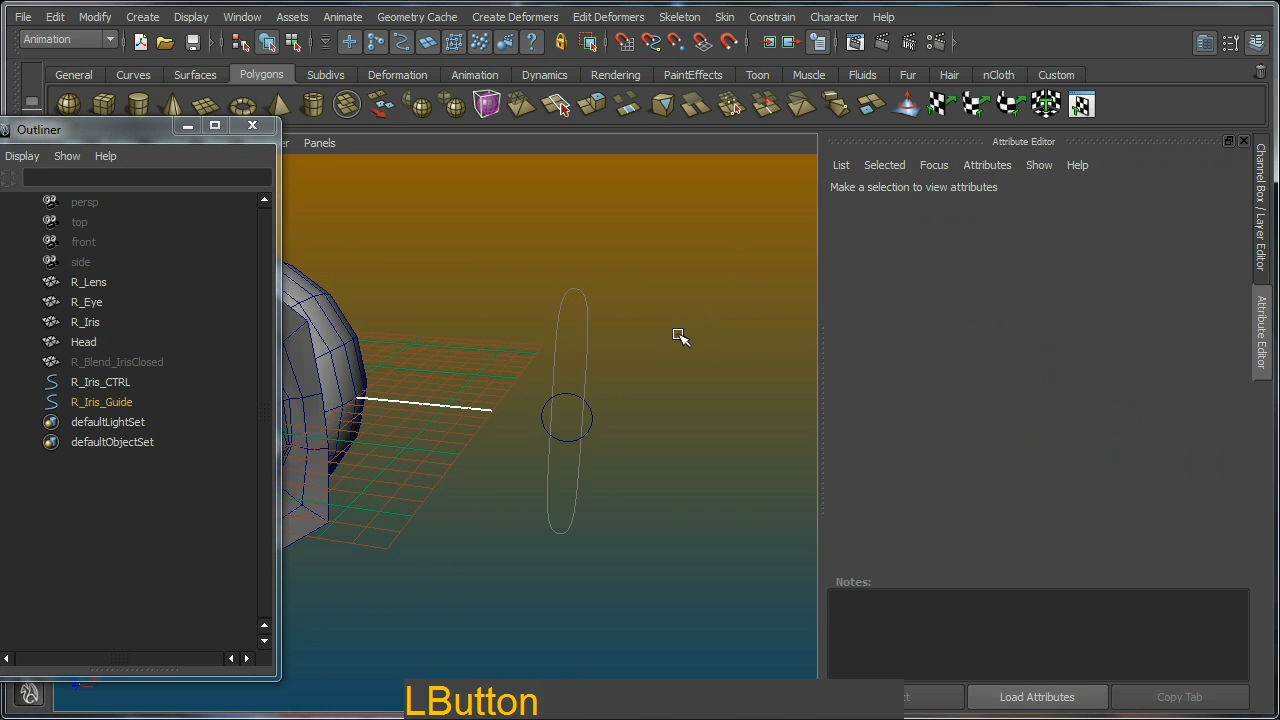 File Edit Modify Create Display Window Assets Animate Geometry Cache Create Deformers Edit Deformers Skeleton Skin Constrain Character Help
Animation
General Curves Surfaces Polygons Subdivs Deformation Animation Dynamics Rendering PaintEffects Toon Muscle Fluids Fur Hair nCloth Custom
Outliner
Panels
Attribute Editor
Display Show Help
List Selected Focus Attributes Show Help
Make a selection to view attributes
persp
top
front
side
R_Lens
R_Eye
R_Iris
Head
R_Blend_IrisClosed
R_Iris_CTRL
R_Iris_Guide
defaultLightSet
defaultObjectSet
Channel Box / Layer Editor
Attribute Editor
Notes:
Load Attributes
Copy Tab
LButton